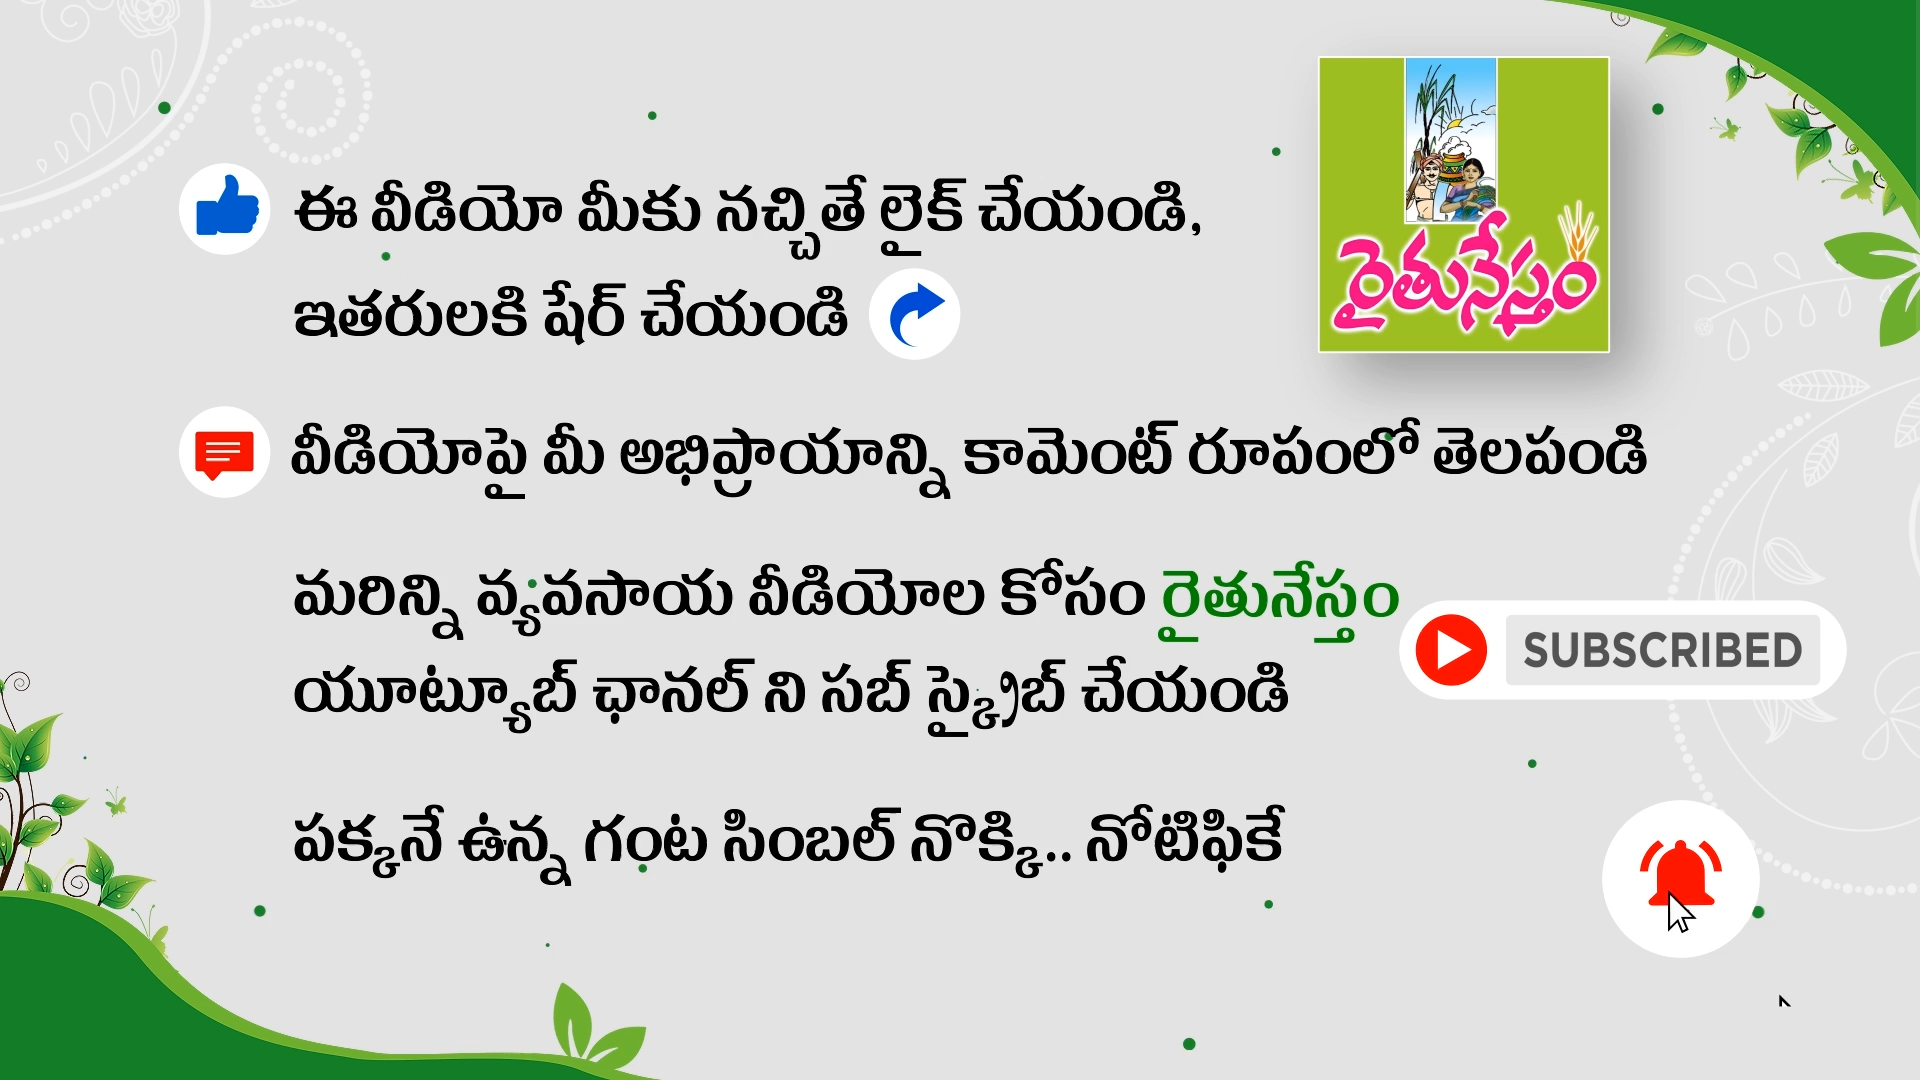 రైతునేస్తం
ఈ వీడియో మీకు నచ్చితే లైక్ చేయండి,
ఇతరులకి షేర్ చేయండి
వీడియోపై మీ అభిప్రాయాన్ని కామెంట్ రూపంలో తెలపండి
మరిన్ని వ్యవసాయ వీడియోల కోసం రైతునేస్తం
యూట్యూబ్ ఛానల్ ని సబ్ స్క్రైబ్ చేయండి
SUBSCRIBED
పక్కనే ఉన్న గంట సింబల్ నొక్కి.. నోటిఫికే